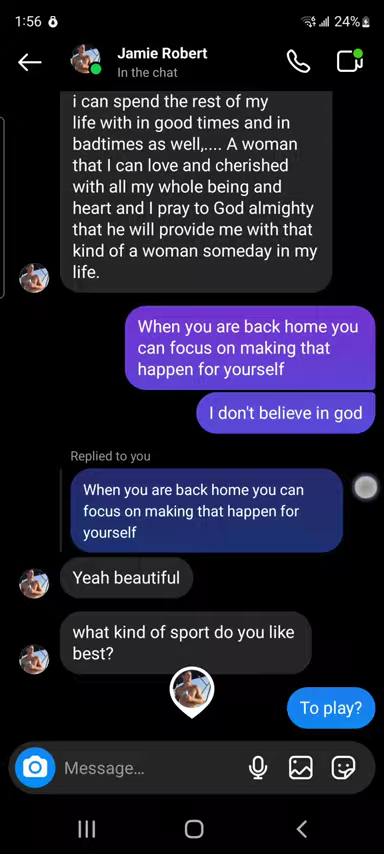 1:56
24%
Jamie Robert
In the chat
i can spend the rest of my
life with in good times and in
badtimes as well,.... A woman
that I can love and cherished
with all my whole being and
heart and I pray to God almighty
that he will provide me with that
kind of a woman someday in my
life.
When you are back home you
can focus on making that
happen for yourself
I don't believe in god
Replied to you
When you are back home you can
focus on making that happen for
yourself
Yeah beautiful
what kind of sport do you like
best?
To play?
Message...